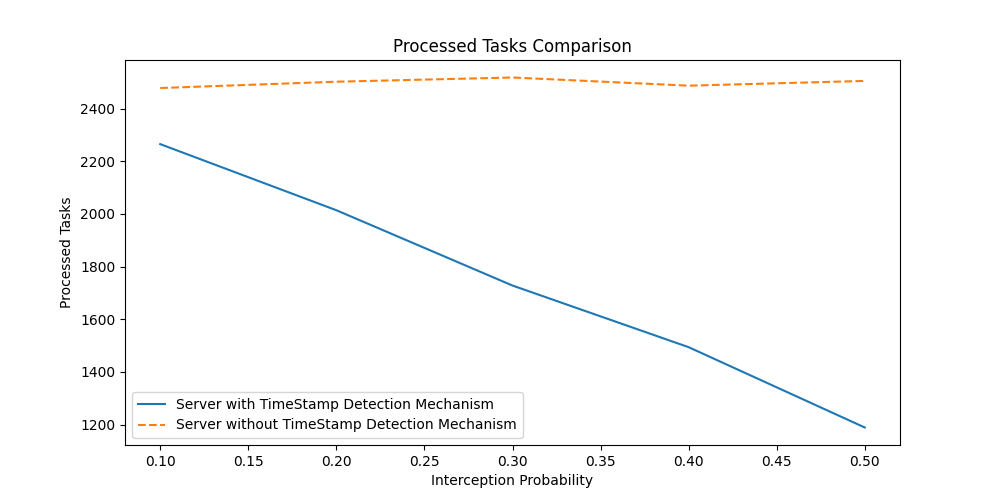 Processed Tasks Comparison
Processed Tasks
2400
2200
2000
1800
1600
1400
1200
Server with TimeStamp Detection Mechanism
Server without TimeStamp Detection Mechanism
0.10 0.15 0.20 0.25 0.30 0.35 0.40 0.45 0.50
Interception Probability